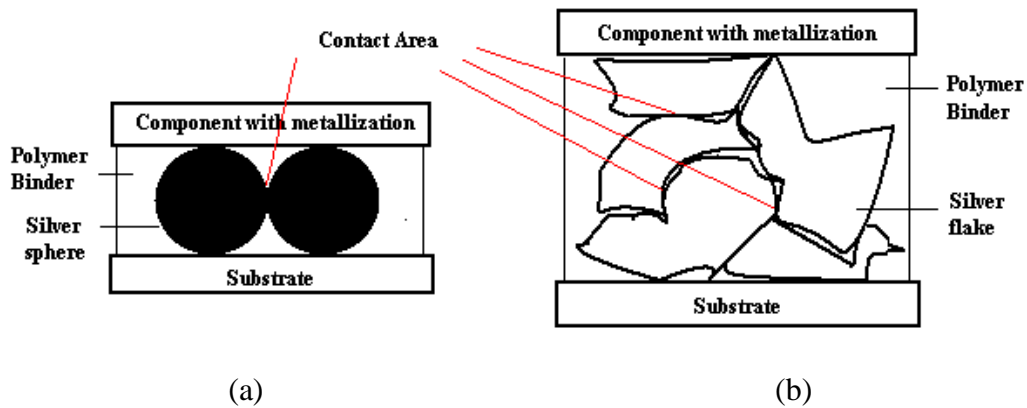 Contact Area
Component with metallization
Polymer
Binder
Silver
sphere
Substrate
(a)
Component with metallization
Polymer
Binder
Silver
flake
Substrate
(b)